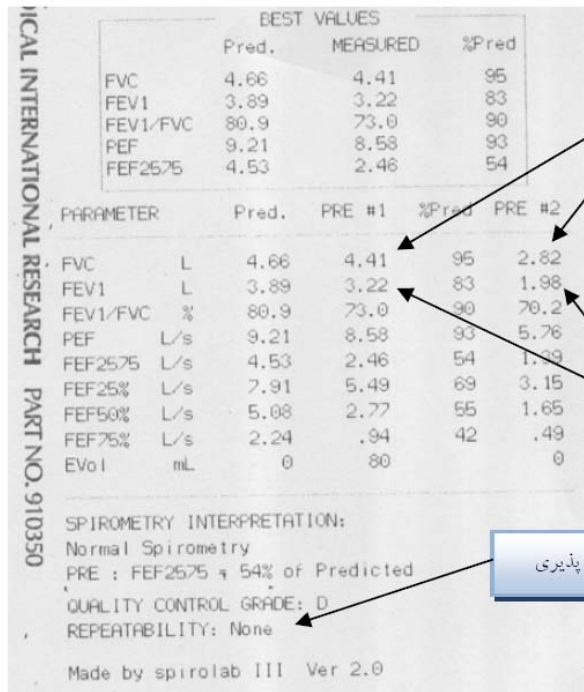 DICAL INTERNATIONAL RESEARCH PART NO. 910350
BEST VALUES
Pred. MEASURED %Pred
FVC 4.66 4.41 95
FEV1 3.89 3.22 83
FEV1/FVC 80.9 73.0 90
PEF 9.21 8.58 93
FEF2575 4.53 2.46 54
PARAMETER Pred. PRE #1 %Pred PRE #2
FVC L 4.66 4.41 95 2.82
FEV1 L 3.89 3.22 83 1.98
FEV1/FVC % 80.9 73.0 90 70.2
PEF L/s 9.21 8.58 93 5.76
FEF2575 L/s 4.53 2.46 54 1.39
FEF25% L/s 7.91 5.49 69 3.15
FEF50% L/s 5.08 2.77 55 1.65
FEF75% L/s 2.24 .94 42 .49
EVol mL 0 80 0
SPIROMETRY INTERPRETATION:
Normal Spirometry
PRE : FEF2575 54% of Predicted
QUALITY CONTROL GRADE: D
REPEATABILITY: None
پذیری
Made by spirolab III Ver 2.0